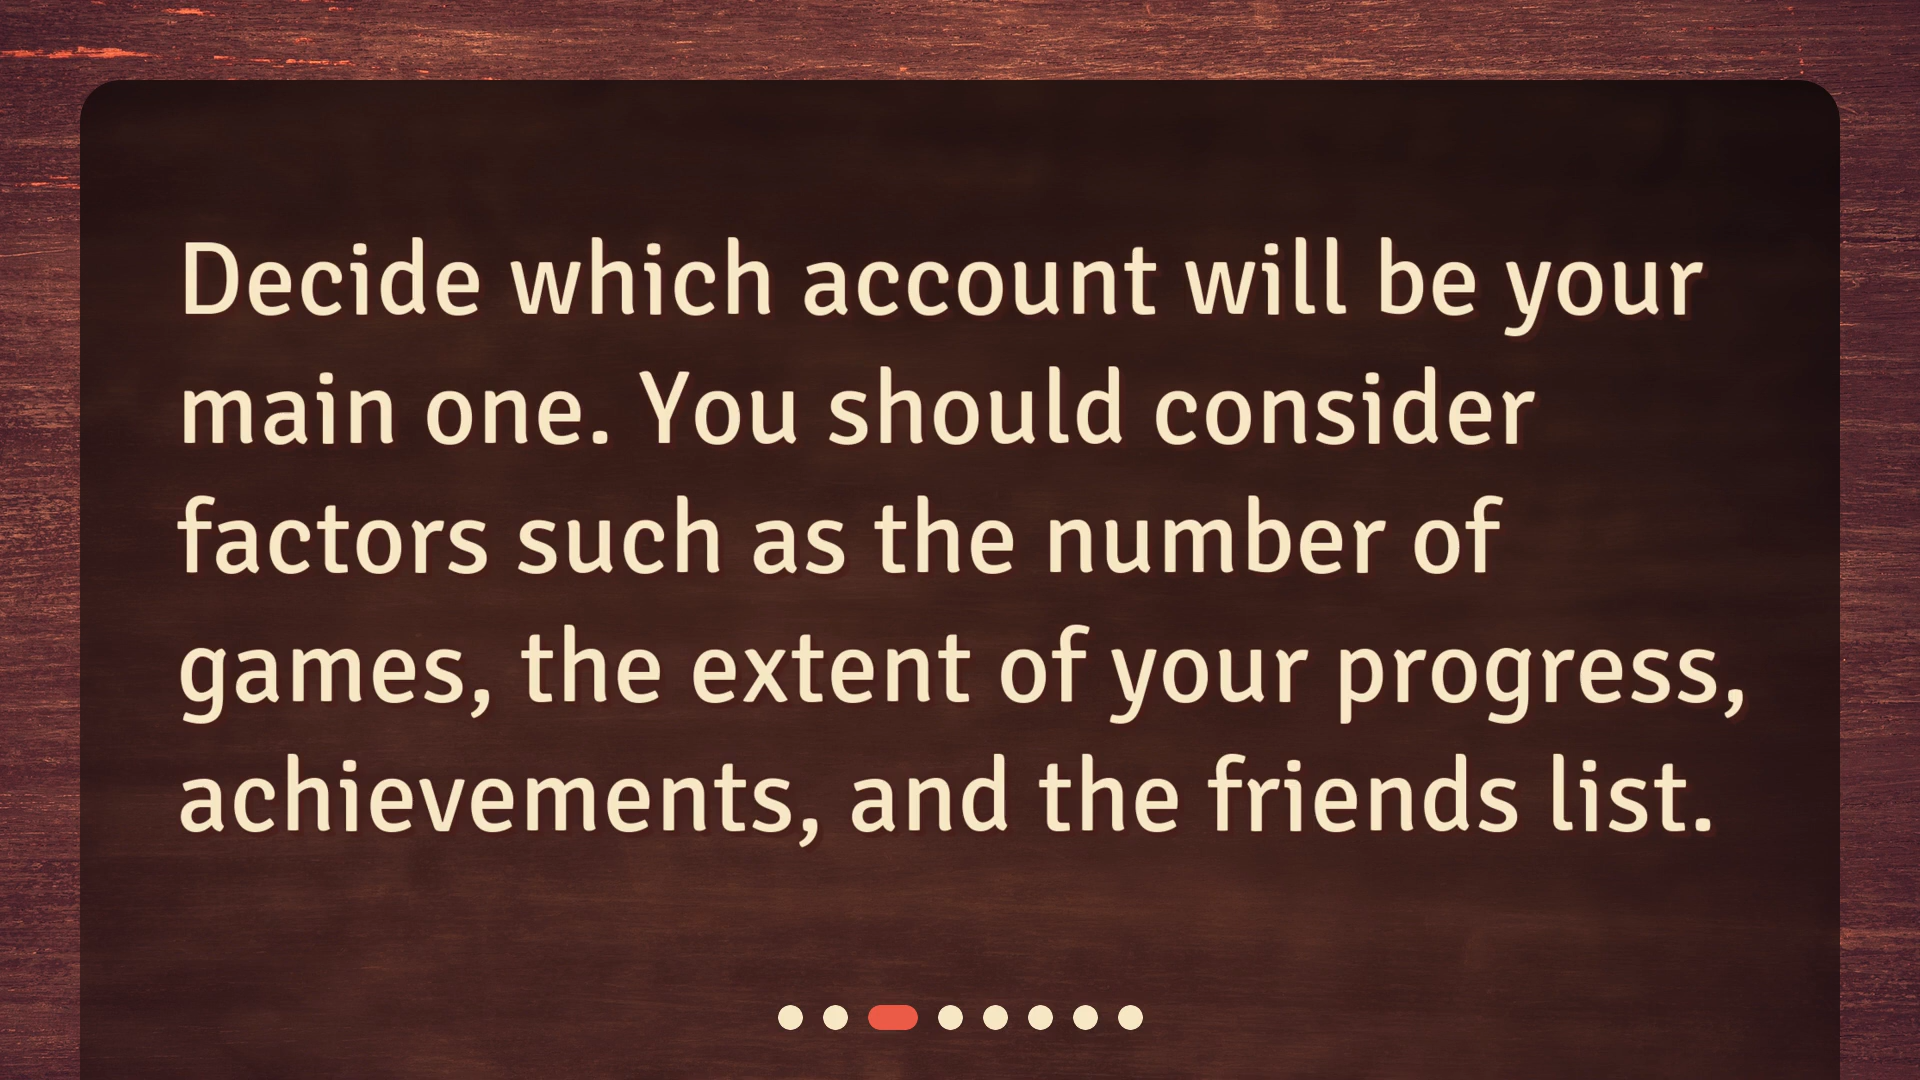 Decide which account will be your
main one. You should consider
factors such as the number of
games, the extent of your progress,
achievements, and the friends list.